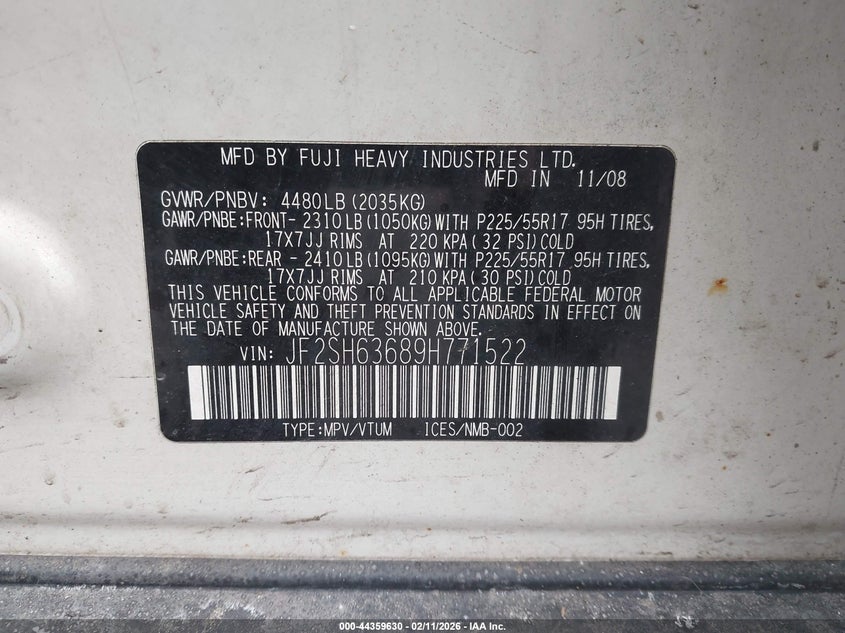 MFD BY FUJI HEAVY INDUSTRIES LTD.
MFD IN 11/08
GVWR/PNBV: 4480LB(2035KG)
GAWR/PNBE:FRONT- 2310LB(1050KG)WITH P225/55R17 95H TIRES,
17X7JJ RIMS AT 220 KPA(32 PSI)COLD
GAWR/PNBE:REAR - 2410LB(1095KG)WITH P225/55R17 95H TIRES,
17X7JJ RIMS AT 210 KPA(30 PSI)COLD
THIS VEHICLE CONFORMS TO ALL APPLICABLE FEDERAL MOTOR
VEHICLE SAFETY AND THEFT PREVENTION STANDARDS IN EFFECT ON
THE DATE OF MANUFACTURE SHOWN ABOVE.
VIN: JF2SH63689H771522
TYPE:MPV/VTUM ICES/NMB-002
000-44359630 - 02/11/2026 - IAA Inc.